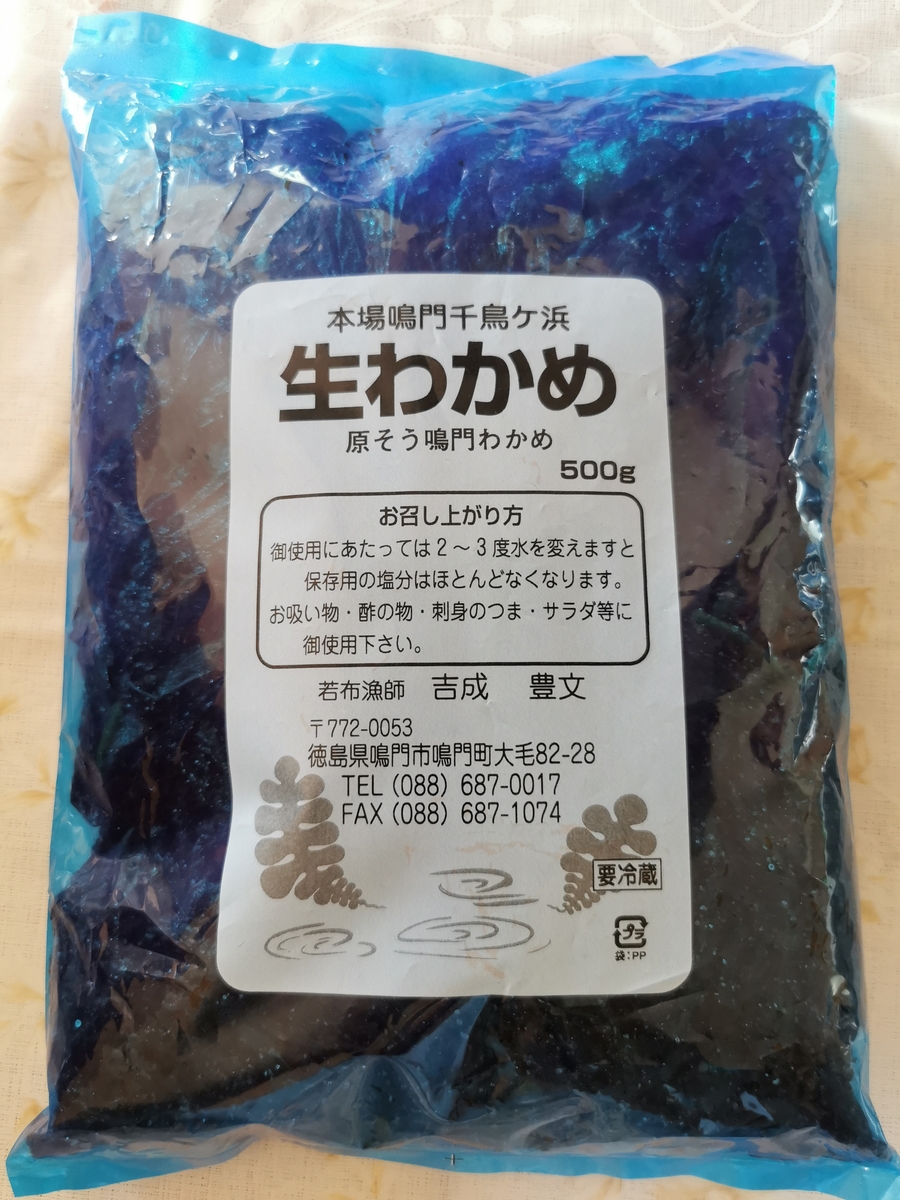 本場鳴門千鳥ケ浜
生わかめ
原そう鳴門わかめ
500g
お召し上がり方
御使用にあたっては2〜3度水を変えますと
保存用の塩分はほとんどなくなります。
お吸い物・酢の物・刺身のつま・サラダ等に
御使用下さい。
若布漁師 吉成 豊文
〒772-0053
徳島県鳴門市鳴門町大毛82-28
TEL (088) 687-0017
FAX (088) 687-1074
要冷蔵
プラ
袋:PP